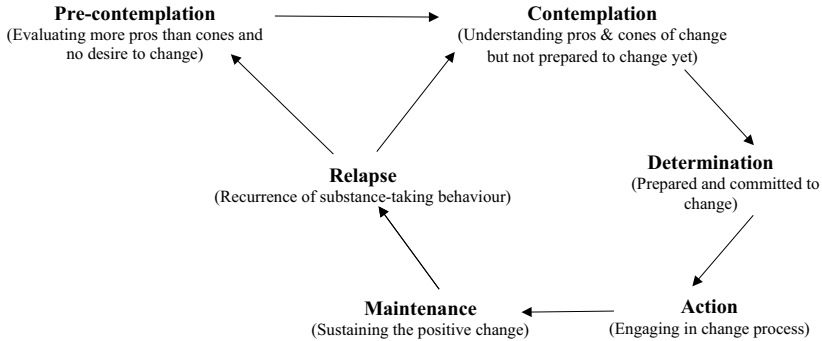 Pre-contemplation
(Evaluating more pros than cones and
no desire to change)
Contemplation
(Understanding pros & cones of change
but not prepared to change yet)
Determination
(Prepared and committed to
change)
Relapse
(Recurrence of substance-taking behaviour)
Maintenance
(Sustaining the positive change)
Action
(Engaging in change process)